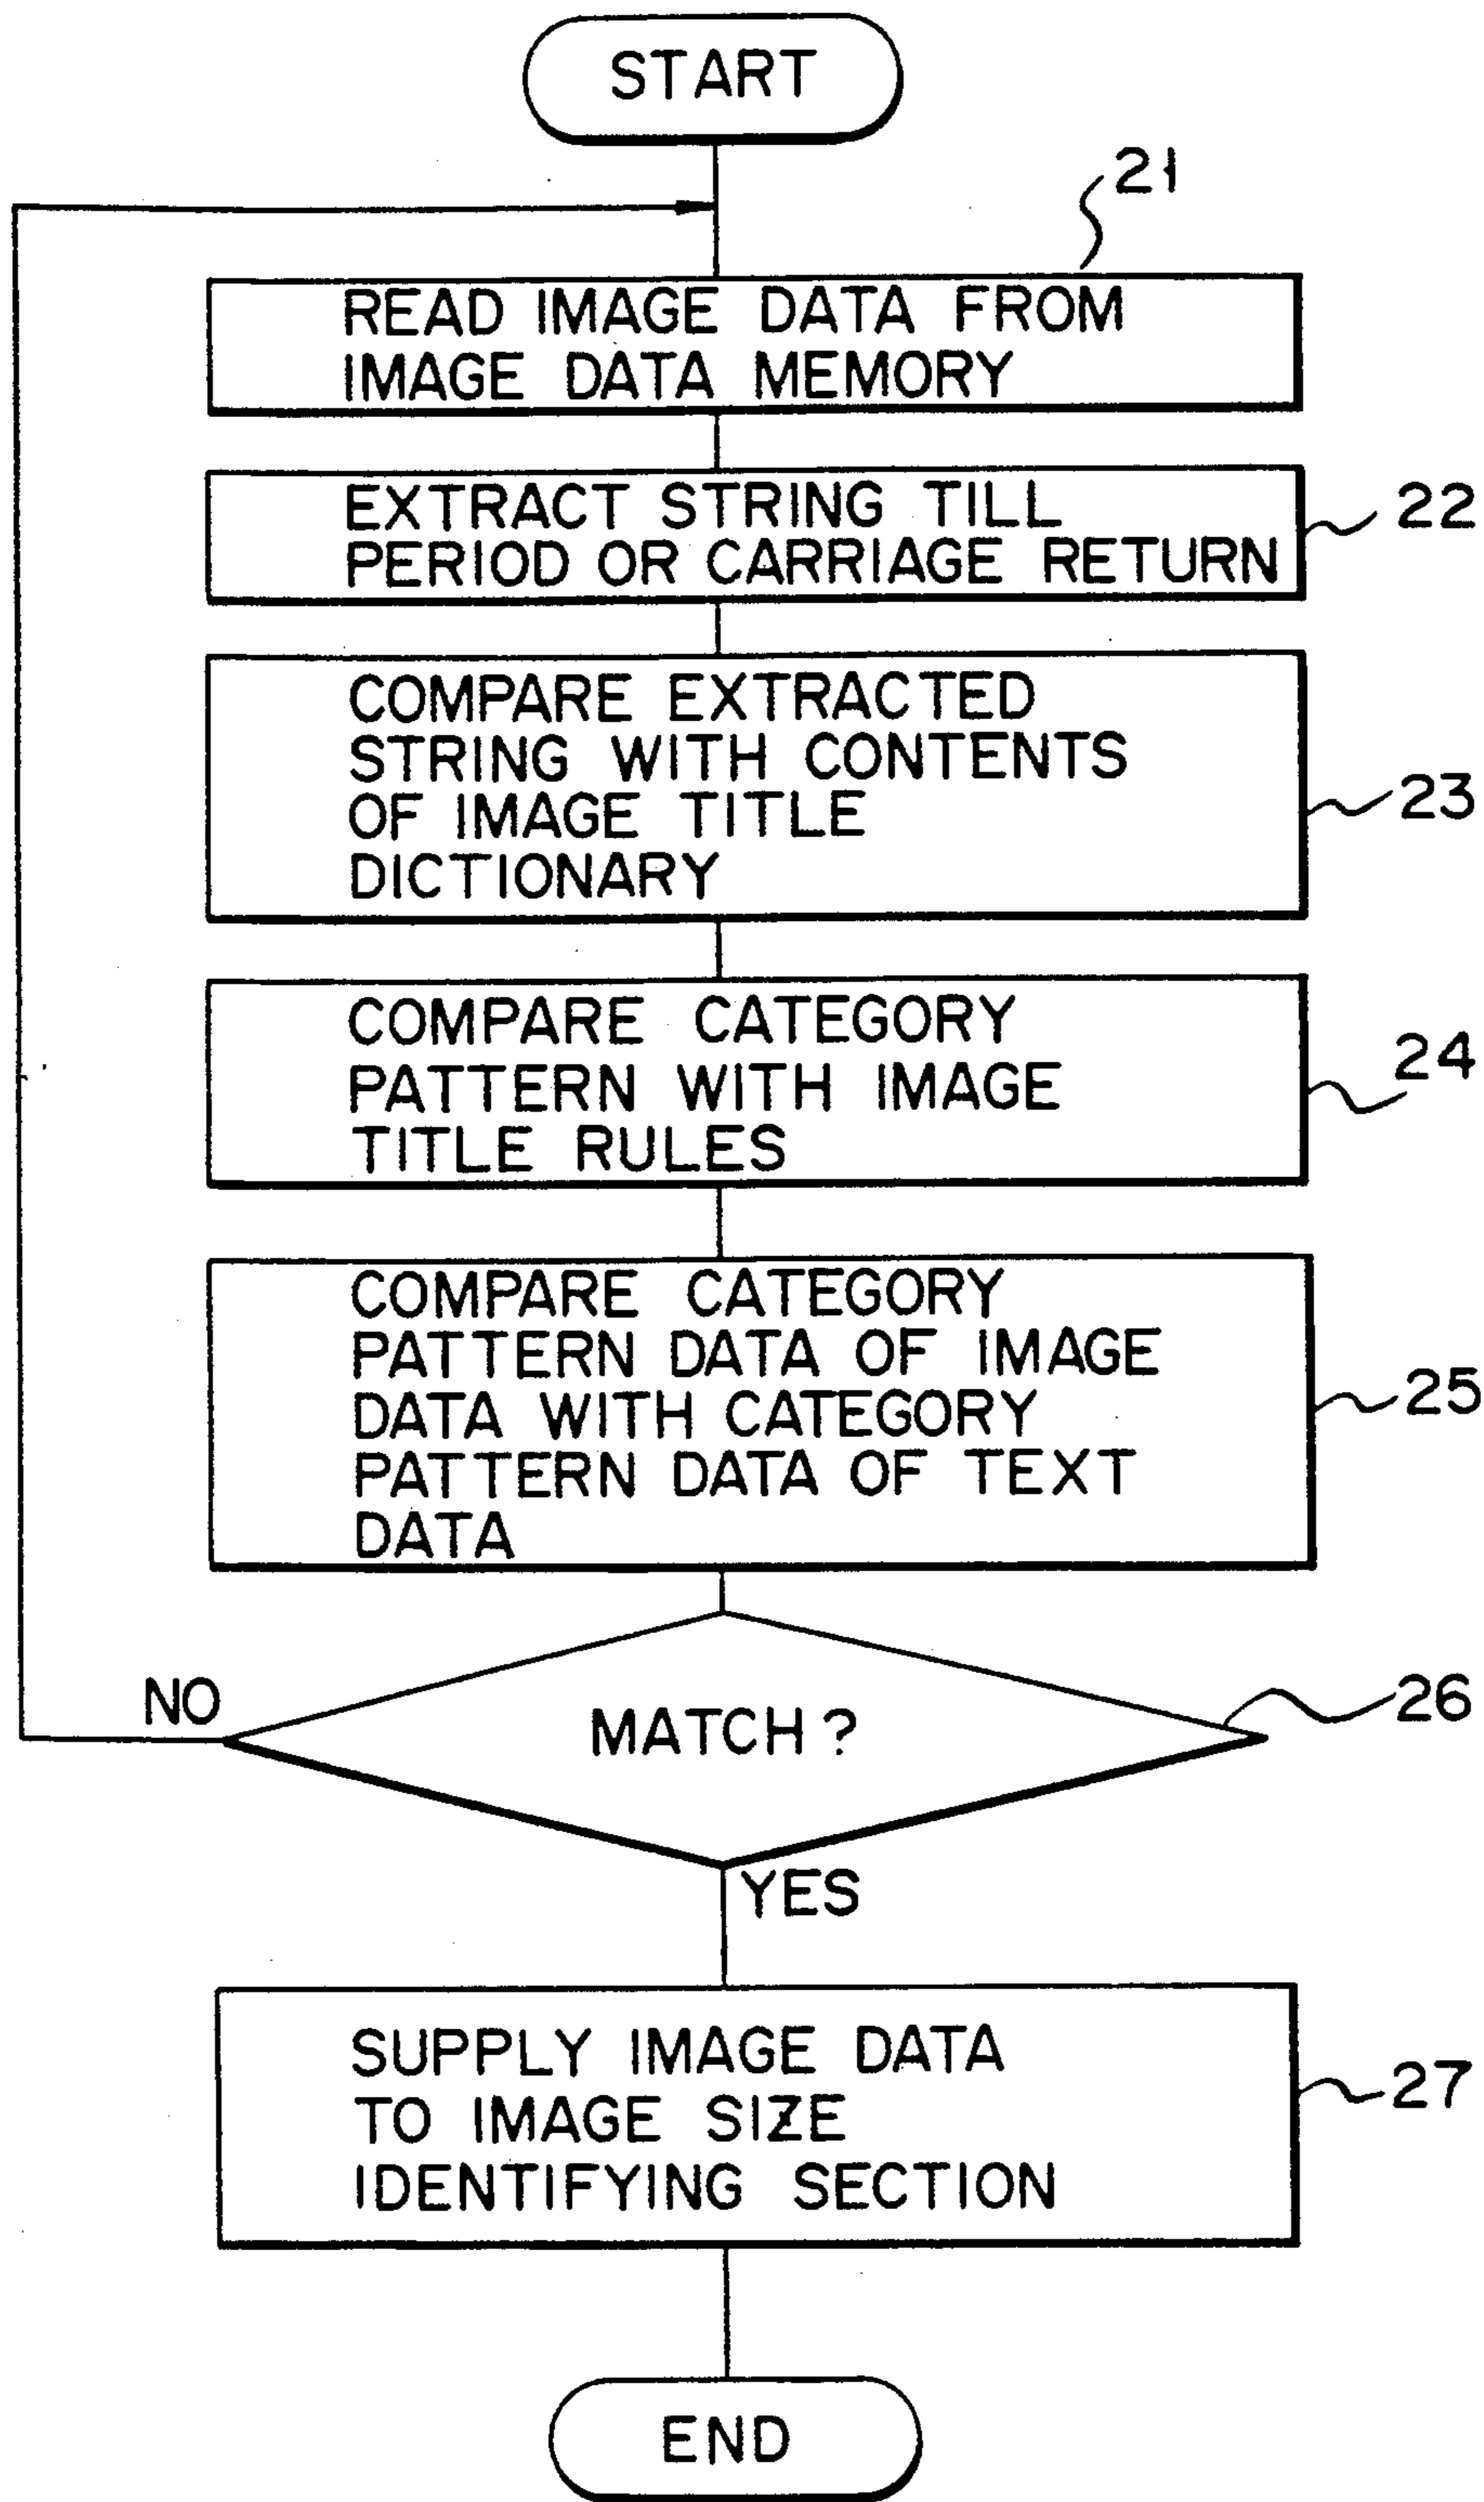 START
21
READ IMAGE DATA FROM
IMAGE DATA MEMORY
EXTRACT STRING TILL
PERIOD OR CARRIAGE RETURN
22
COMPARE EXTRACTED
STRING WITH CONTENTS
OF IMAGE TITLE
DICTIONARY
23
COMPARE CATEGORY
PATTERN WITH IMAGE
TITLE RULES
24
COMPARE CATEGORY
PATTERN DATA OF IMAGE
DATA WITH CATEGORY
PATTERN DATA OF TEXT
DATA
25
NO
MATCH?
26
YES
SUPPLY IMAGE DATA
TO IMAGE SIZE
IDENTIFYING SECTION
27
END